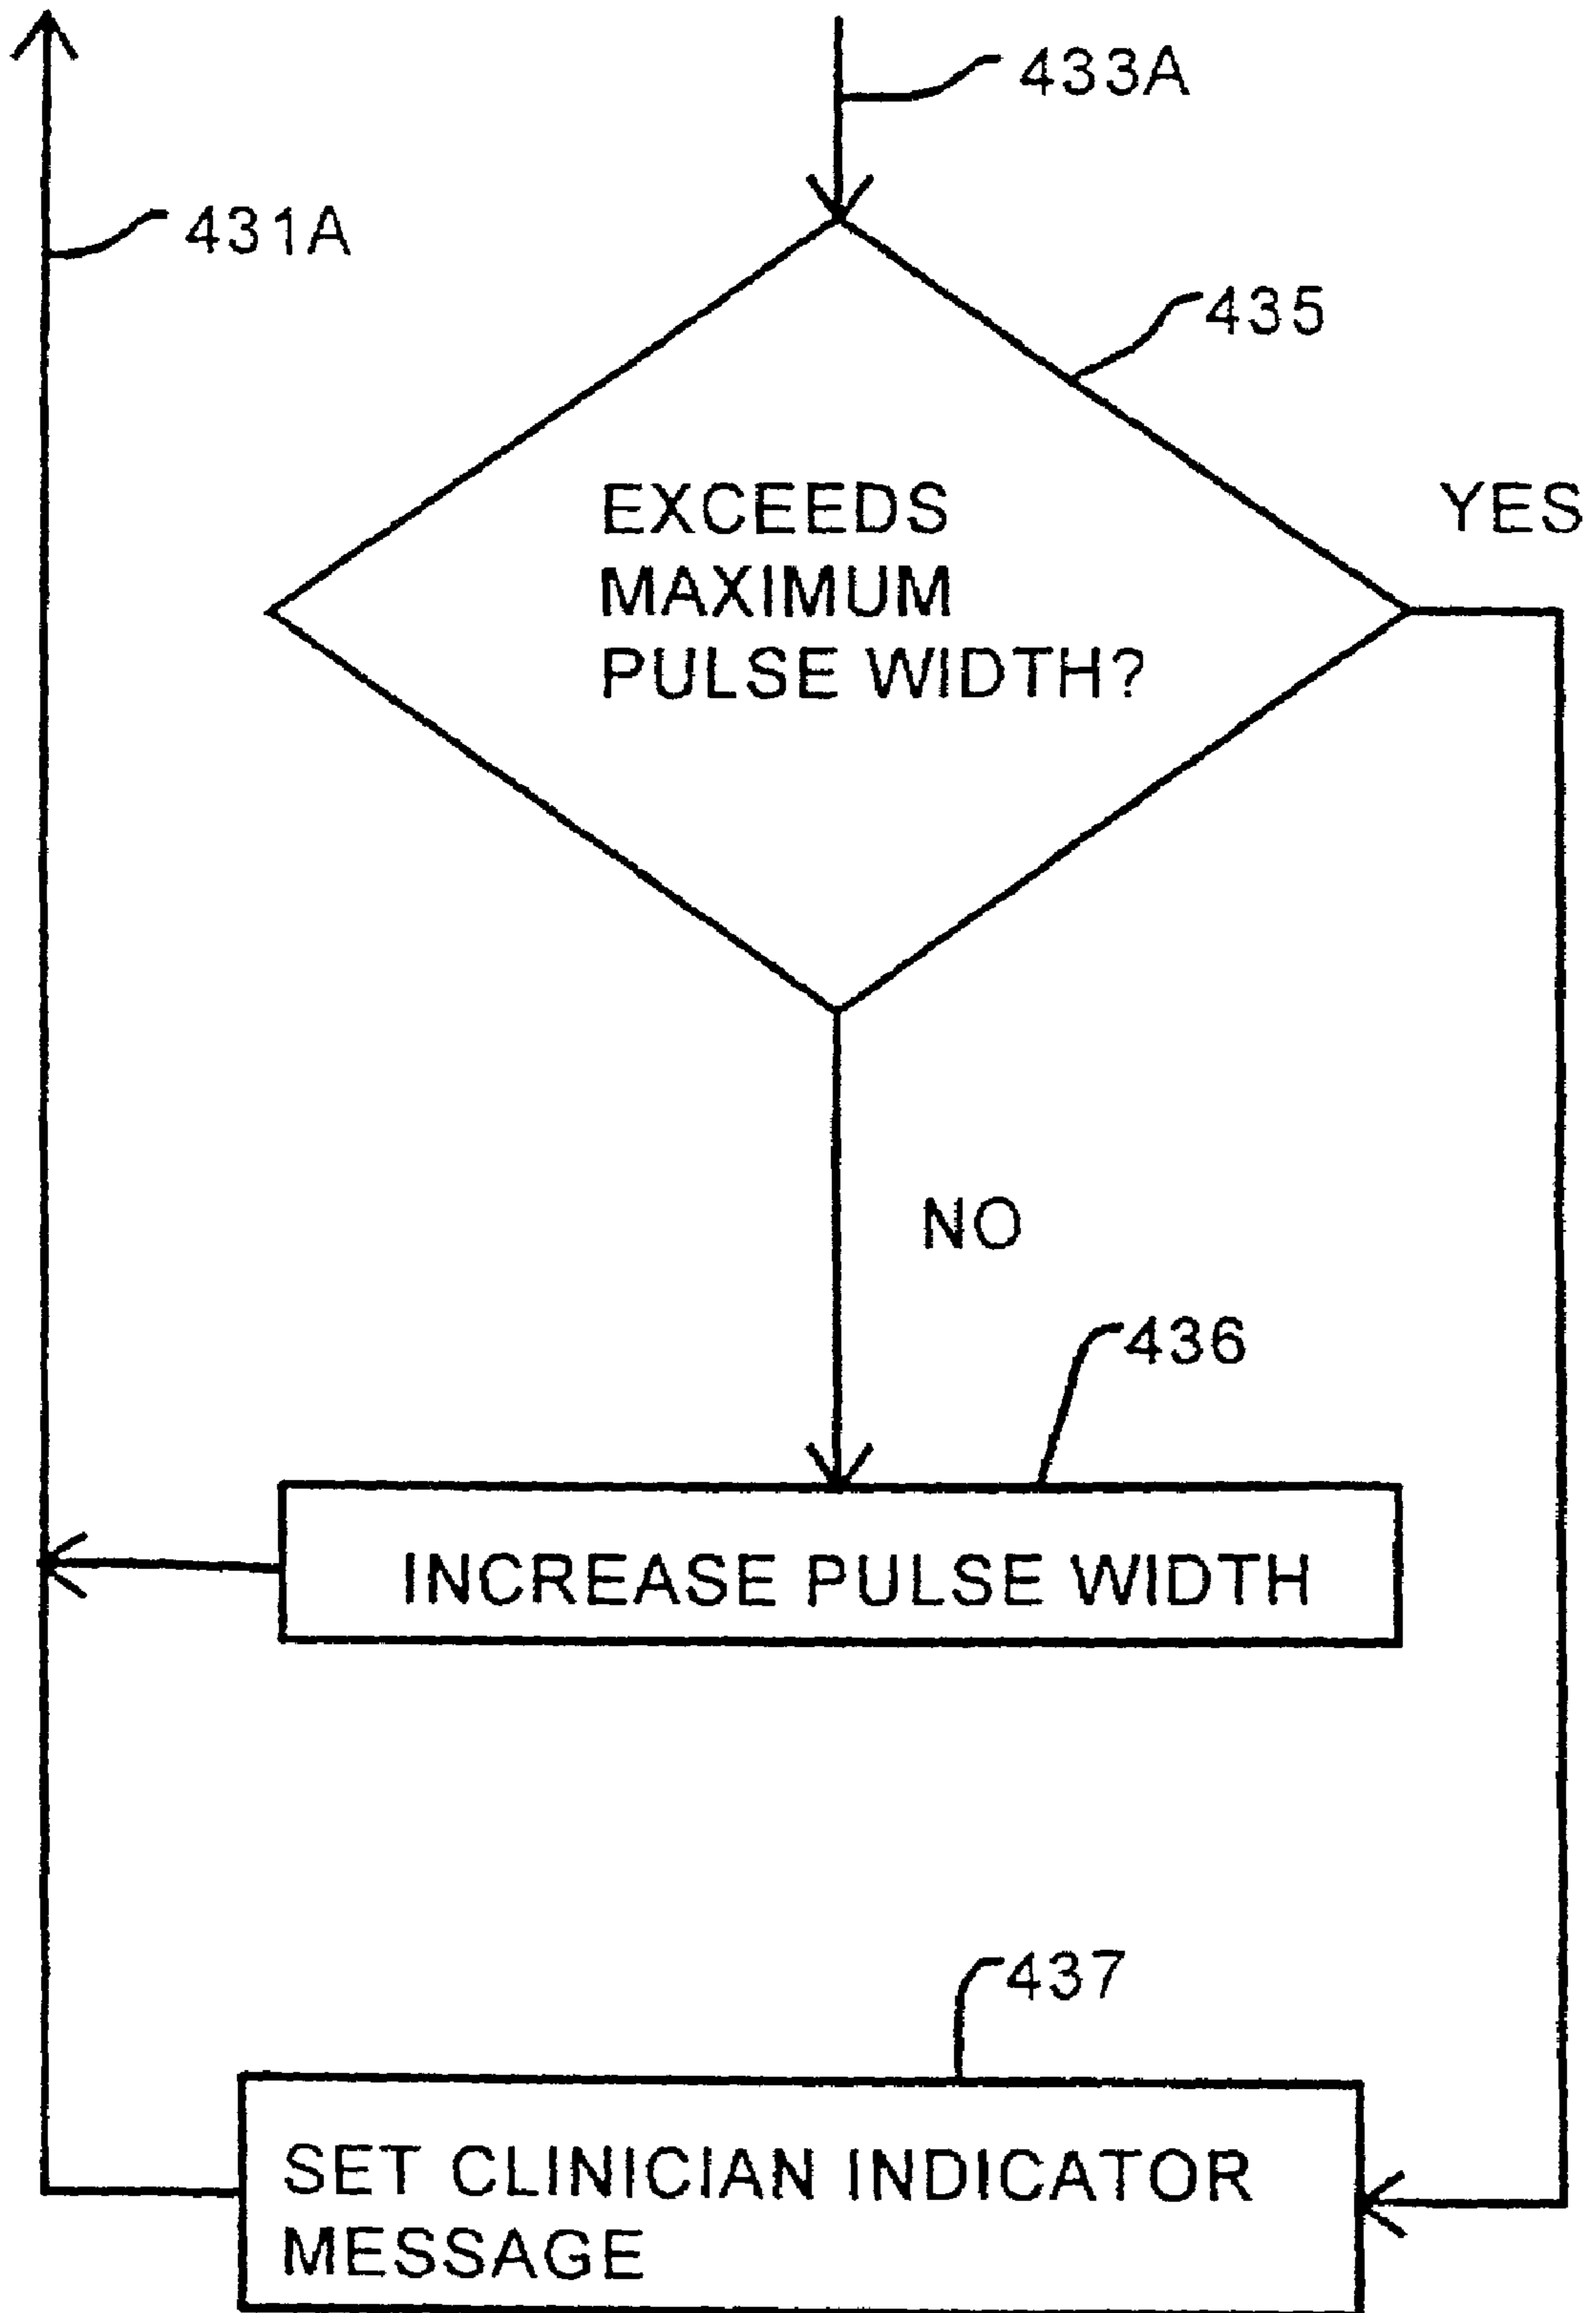 433A
431A
435
EXCEEDS
MAXIMUM
PULSE WIDTH?
YES
NO
436
INCREASE PULSE WIDTH
437
SET CLINICIAN INDICATOR
MESSAGE